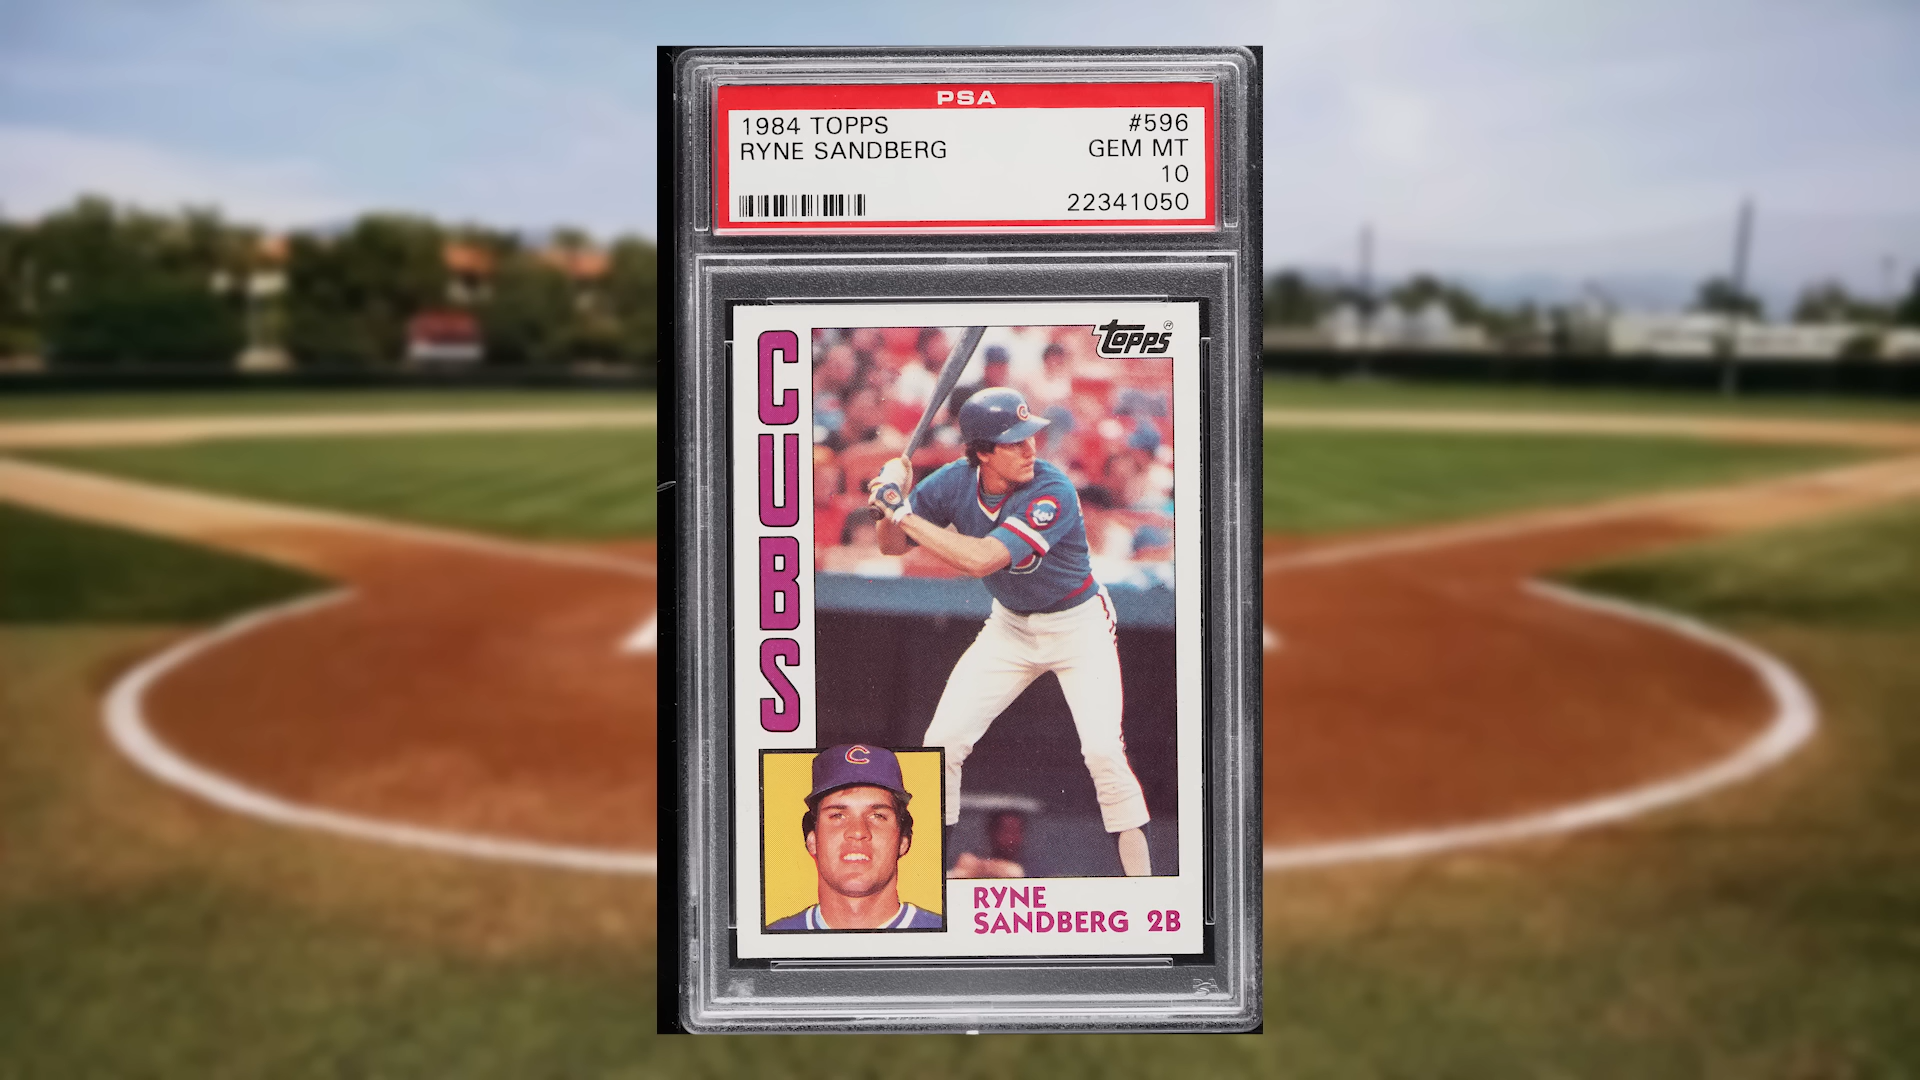 PSA
1984 TOPPS #596
RYNE SANDBERG GEM MT
10
22341050
TOPPS®
CUBS
C
RYNE
SANDBERG 2B